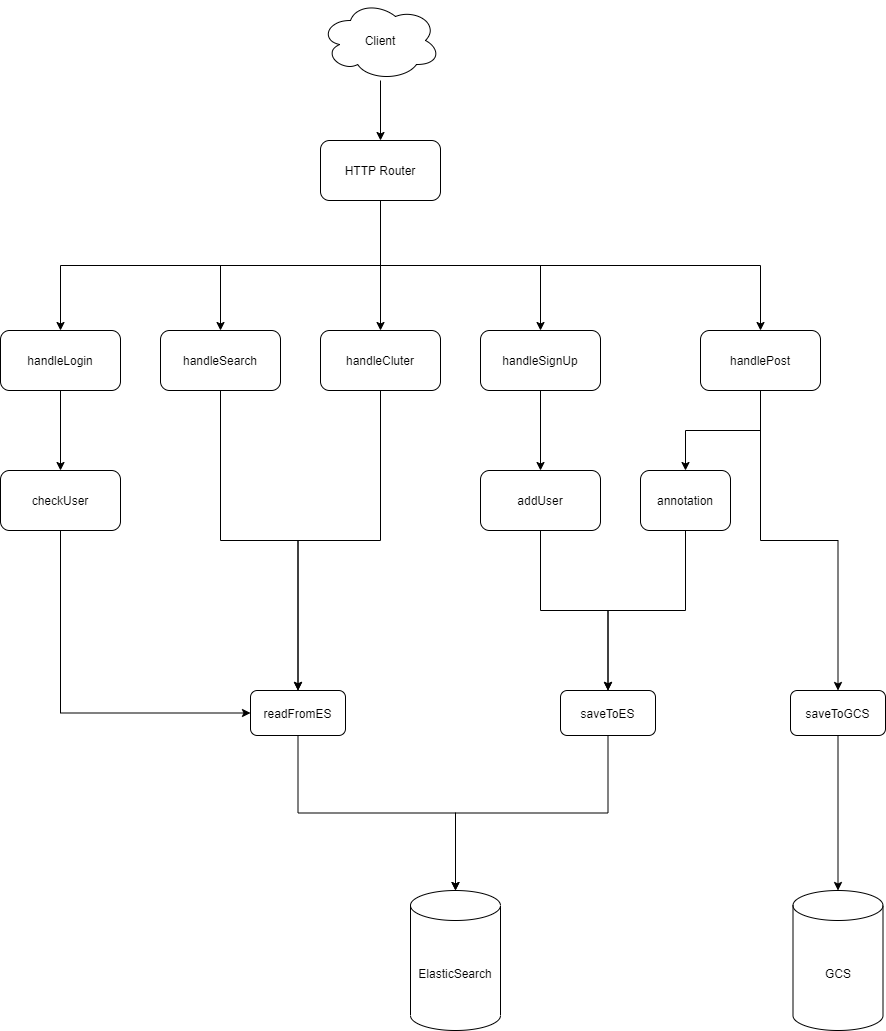 Client
HTTP Router
handleLogin
handleSearch
handleCluter
handleSignUp
handlePost
checkUser
addUser
annotation
readFromES
saveToES
saveToGCS
ElasticSearch
GCS